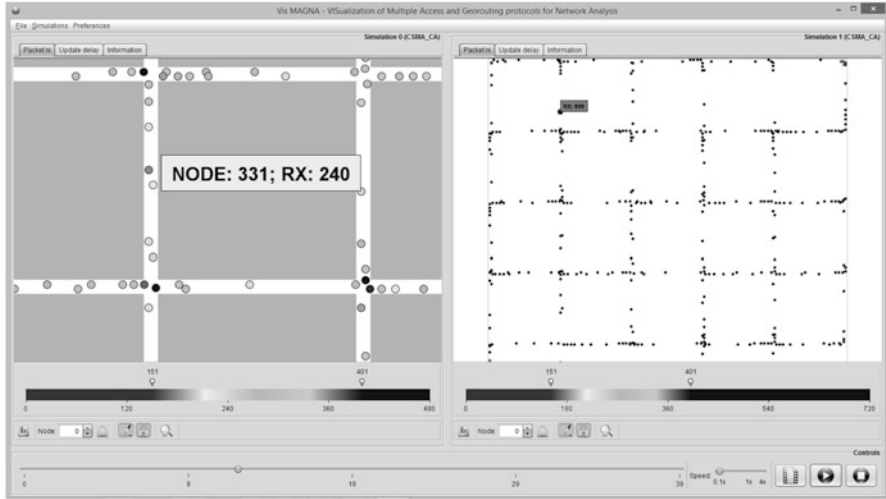 Vis MAGNA - VISualization of Multiple Access and Georouting protocols for Network Analysis
File Simulations Preferences
Simulation 0 (CSMA_CA)
Packet rx Update delay Information
NODE: 331; RX: 240
151 401
0 120 240 360 480
Node: 0
Simulation 1 (CSMA_CA)
Packet rx Update delay Information
151 401
0 180 360 540 720
Node: 0
Controls
0 9 19 29 39
Speed: 0.1x 1x 4x